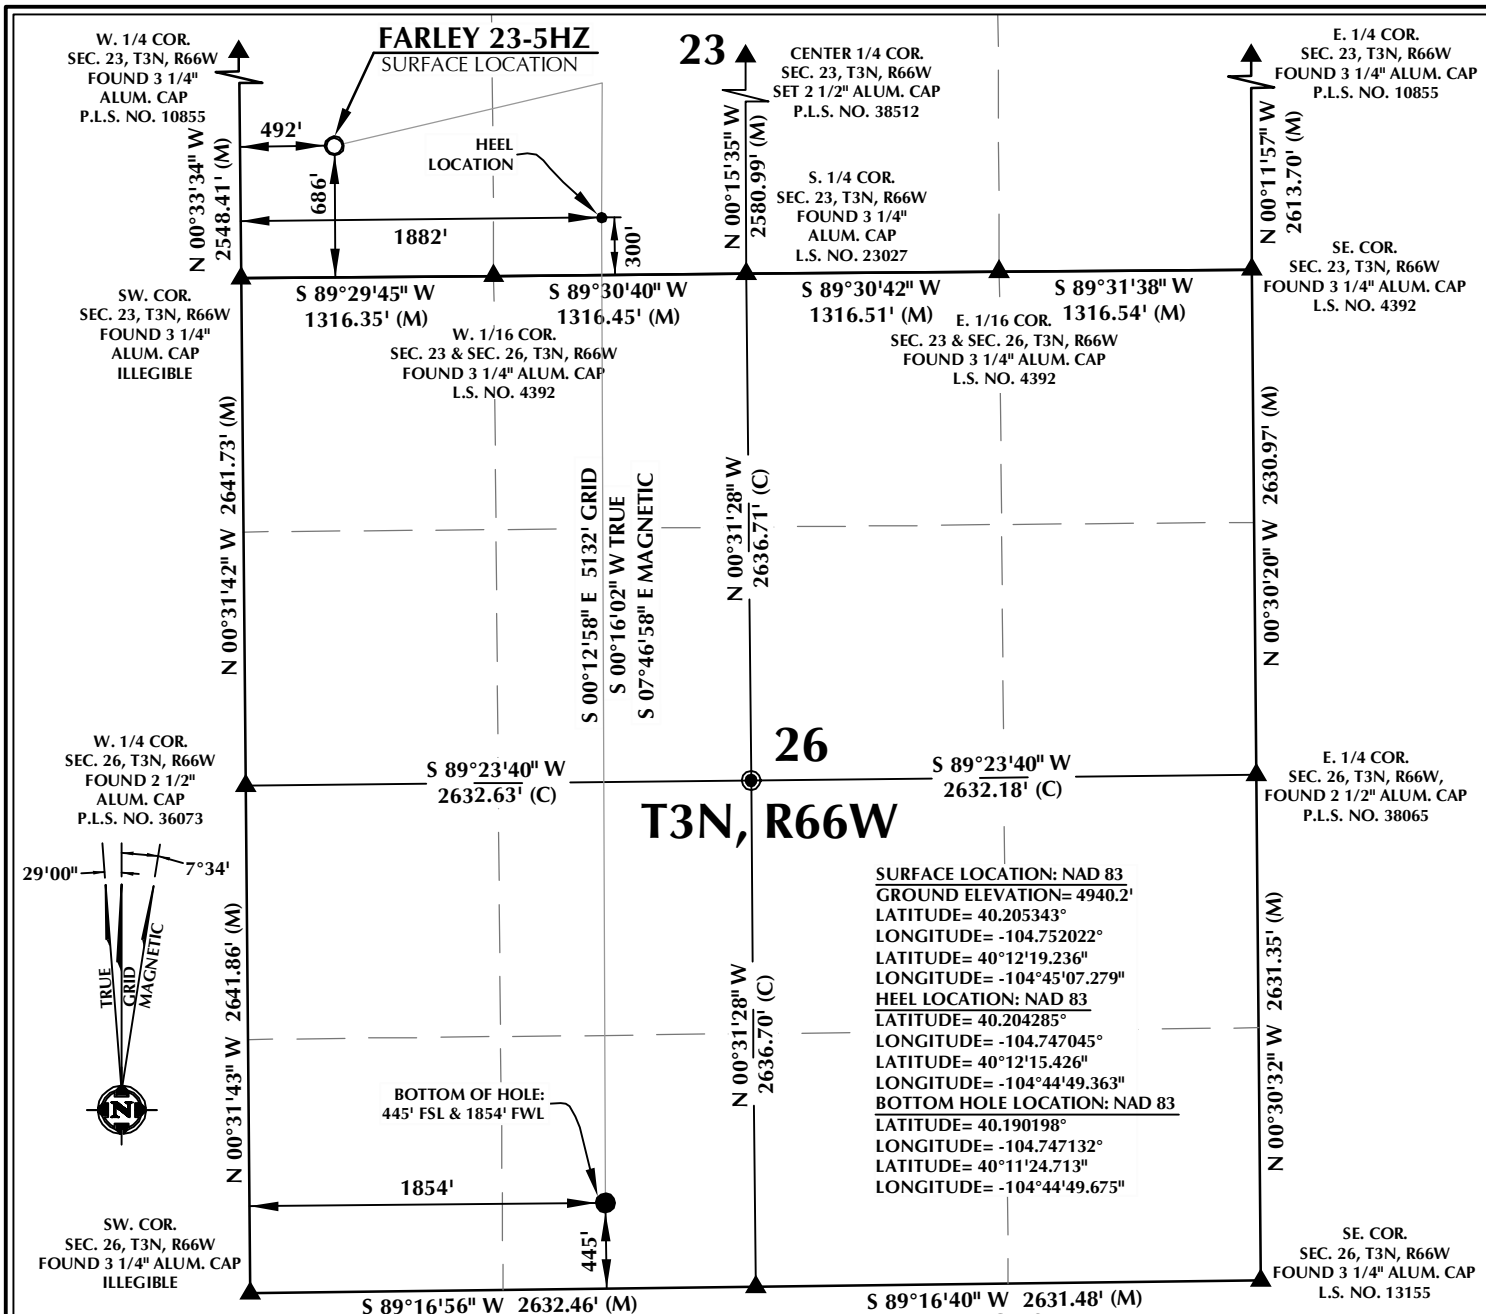 W. 1/4 COR.
SEC. 23, T3N, R66W
FOUND 3 1/4"
ALUM. CAP
P.L.S. NO. 10855
FARLEY 23-5HZ
SURFACE LOCATION
23
CENTER 1/4 COR.
SEC. 23, T3N, R66W
SET 2 1/2" ALUM. CAP
P.L.S. NO. 38512
E. 1/4 COR.
SEC. 23, T3N, R66W
FOUND 3 1/4" ALUM. CAP
P.L.S. NO. 10855
492'
686'
HEEL
LOCATION
1882'
300'
N 00°33'34" W
2548.41' (M)
N 00°15'35" W
2580.99' (M)
S. 1/4 COR.
SEC. 23, T3N, R66W
FOUND 3 1/4"
ALUM. CAP
L.S. NO. 23027
N 00°11'57" W
2613.70' (M)
SW. COR.
SEC. 23, T3N, R66W
FOUND 3 1/4"
ALUM. CAP
ILLEGIBLE
S 89°29'45" W
1316.35' (M)
S 89°30'40" W
1316.45' (M)
S 89°30'42" W
1316.51' (M)
S 89°31'38" W
1316.54' (M)
SE. COR.
SEC. 23, T3N, R66W
FOUND 3 1/4" ALUM. CAP
L.S. NO. 4392
W. 1/16 COR.
SEC. 23 & SEC. 26, T3N, R66W
FOUND 3 1/4" ALUM. CAP
L.S. NO. 4392
E. 1/16 COR.
SEC. 23 & SEC. 26, T3N, R66W
FOUND 3 1/4" ALUM. CAP
L.S. NO. 4392
N 00°31'42" W 2641.73' (M)
S 00°12'58" E 5132' GRID
S 00°16'02" W TRUE
S 07°46'58" E MAGNETIC
N 00°31'28" W
2636.71' (C)
N 00°30'20" W 2630.97' (M)
W. 1/4 COR.
SEC. 26, T3N, R66W
FOUND 2 1/2"
ALUM. CAP
P.L.S. NO. 36073
S 89°23'40" W
2632.63' (C)
26
T3N, R66W
S 89°23'40" W
2632.18' (C)
E. 1/4 COR.
SEC. 26, T3N, R66W,
FOUND 2 1/2" ALUM. CAP
P.L.S. NO. 38065
29'00"
7°34'
TRUE
GRID
MAGNETIC
N
N 00°31'43" W 2641.86' (M)
N 00°31'28" W
2636.70' (C)
SURFACE LOCATION: NAD 83
GROUND ELEVATION= 4940.2'
LATITUDE= 40.205343°
LONGITUDE= -104.752022°
LATITUDE= 40°12'19.236"
LONGITUDE= -104°45'07.279"
HEEL LOCATION: NAD 83
LATITUDE= 40.204285°
LONGITUDE= -104.747045°
LATITUDE= 40°12'15.426"
LONGITUDE= -104°44'49.363"
BOTTOM HOLE LOCATION: NAD 83
LATITUDE= 40.190198°
LONGITUDE= -104.747132°
LATITUDE= 40°11'24.713"
LONGITUDE= -104°44'49.675"
N 00°30'32" W 2631.35' (M)
BOTTOM OF HOLE:
445' FSL & 1854' FWL
1854'
445'
SW. COR.
SEC. 26, T3N, R66W
FOUND 3 1/4" ALUM. CAP
ILLEGIBLE
S 89°16'56" W 2632.46' (M)
S 89°16'40" W 2631.48' (M)
SE. COR.
SEC. 26, T3N, R66W
FOUND 3 1/4" ALUM. CAP
L.S. NO. 13155